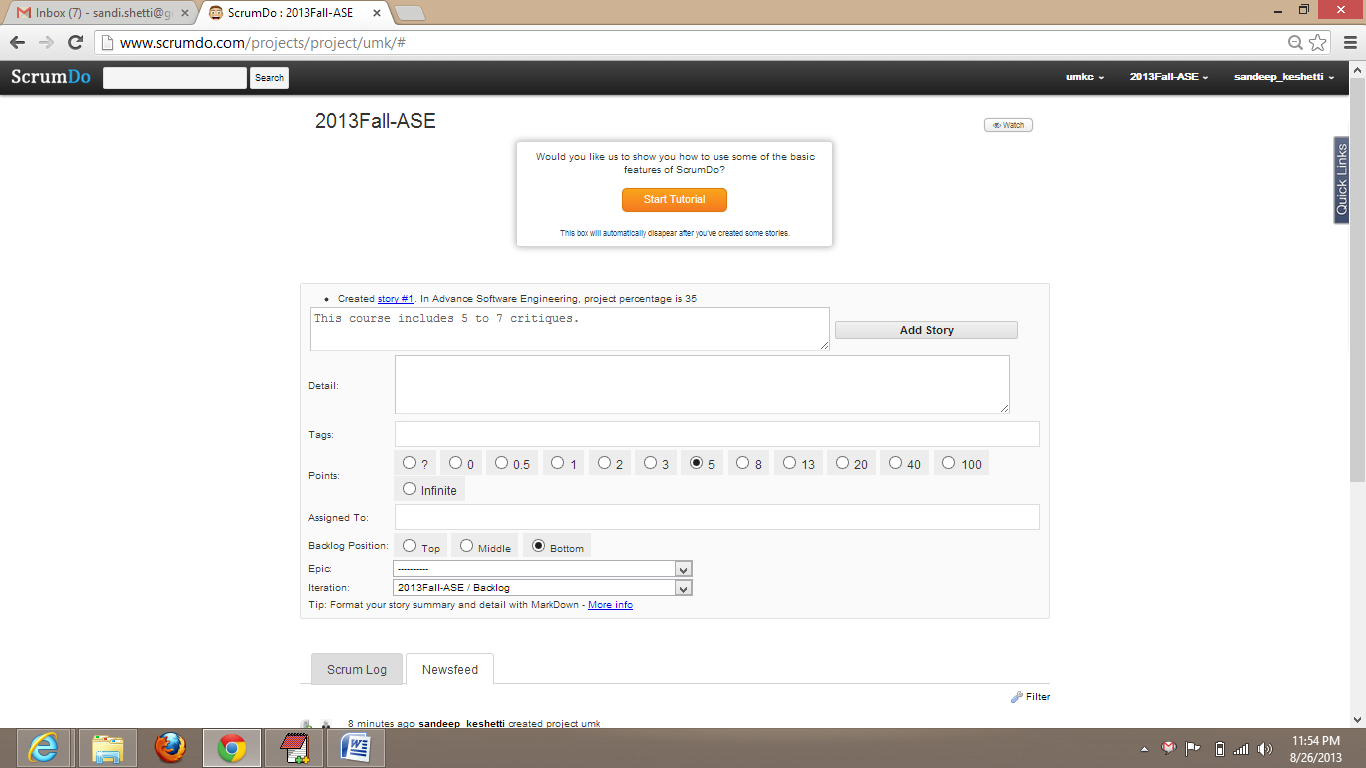 Inbox (7) - sandi.shetti@g
ScrumDo : 2013Fall-ASE
www.scrumdo.com/projects/project/umk/#
ScrumDo
Search
umkc
2013Fall-ASE
sandeep_keshetti
2013Fall-ASE
Watch
Would you like us to show you how to use some of the basic
features of ScrumDo?
Start Tutorial
This box will automatically disapear after you've created some stories.
Quick Links
Created story #1. In Advance Software Engineering, project percentage is 35
This course includes 5 to 7 critiques.
Add Story
Detail:
Tags:
Points:
? 0 0.5 1 2 3 5 8 13 20 40 100
Infinite
Assigned To:
Backlog Position: Top Middle Bottom
Epic: ----------
Iteration: 2013Fall-ASE / Backlog
Tip: Format your story summary and detail with MarkDown - More info
Scrum Log
Newsfeed
Filter
8 minutes ago sandeep_keshetti created project umk
11:54 PM
8/26/2013